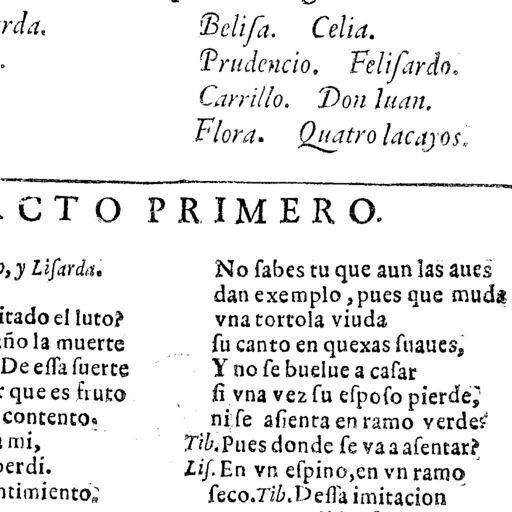 rda.
Beliſa. Celia.
Prudencio. Feliſardo.
Carrillo. Don Iuan.
Flora. Quatro lacayos.
ACTO PRIMERO.
, y Liſarda.
itado el luto?
ño la muerte
De eſſa ſuerte
que es fruto
contento.
mi,
perdí.
ntimiento,
No ſabes tu que aun las aues
dan exemplo, pues que muda
vna tortola viuda
ſu canto en quexas ſuaues,
Y no ſe buelue a caſar
ſi vna vez ſu eſpoſo pierde,
ni ſe aſienta en ramo verde?
Tib. Pues donde ſe va a aſentar?
Liſ. En vn eſpino, en vn ramo
ſeco. Tib. Deſſa imitacion